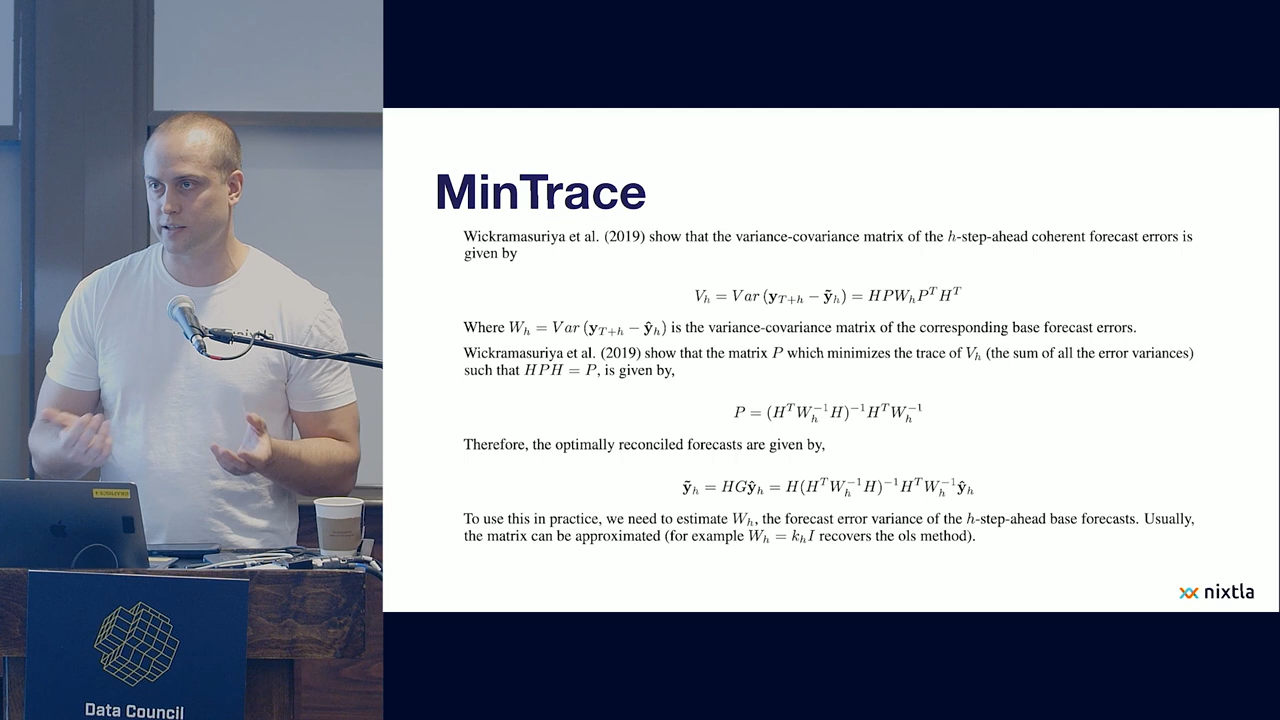 MinTrace
Wickramasuriya et al. (2019) show that the variance-covariance matrix of the h-step-ahead coherent forecast errors is
given by
V_h = Var (y_{T+h} − ỹ_h) = HPW_hP^TH^T
Where W_h = Var (y_{T+h} − ŷ_h) is the variance-covariance matrix of the corresponding base forecast errors.
Wickramasuriya et al. (2019) show that the matrix P which minimizes the trace of V_h (the sum of all the error variances)
such that HPH = P, is given by,
P = (H^TW_h^{−1}H)^{−1}H^TW_h^{−1}
Therefore, the optimally reconciled forecasts are given by,
ỹ_h = HGŷ_h = H(H^TW_h^{−1}H)^{−1}H^TW_h^{−1}ŷ_h
To use this in practice, we need to estimate W_h, the forecast error variance of the h-step-ahead base forecasts. Usually,
the matrix can be approximated (for example W_h = k_hI recovers the ols method).
nixtla
nixtla
Data Council